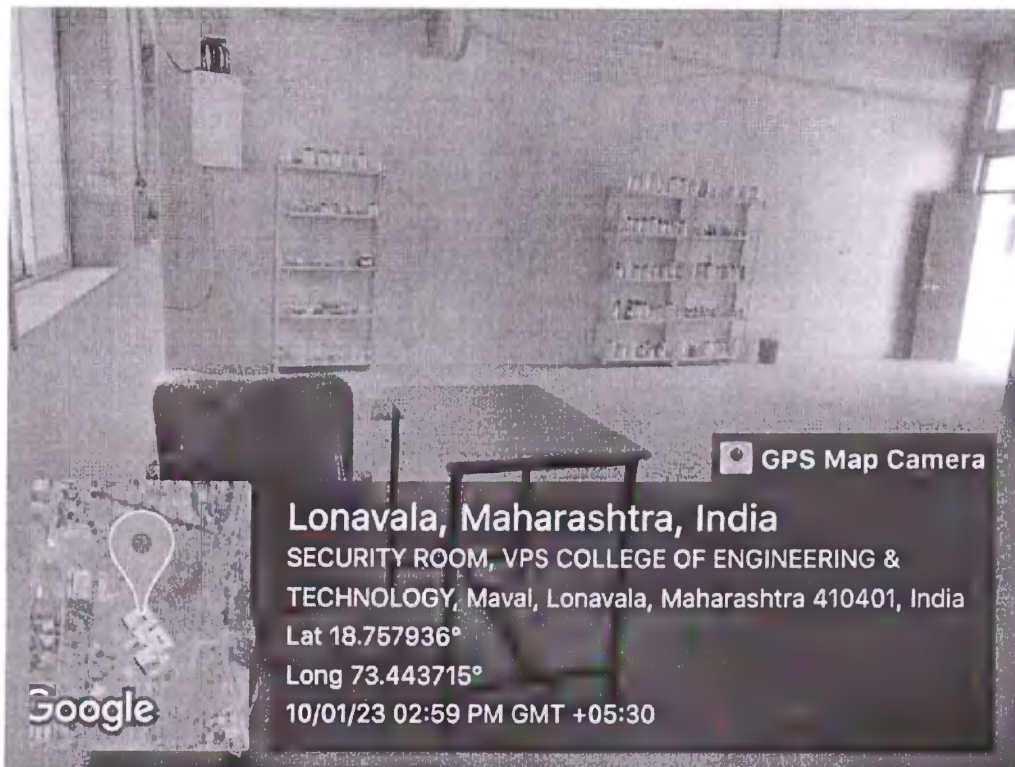 GPS Map Camera
Lonavala, Maharashtra, India
SECURITY ROOM, VPS COLLEGE OF ENGINEERING &
TECHNOLOGY, Maval, Lonavala, Maharashtra 410401, India
Lat 18.757936°
Long 73.443715°
10/01/23 02:59 PM GMT +05:30
Google